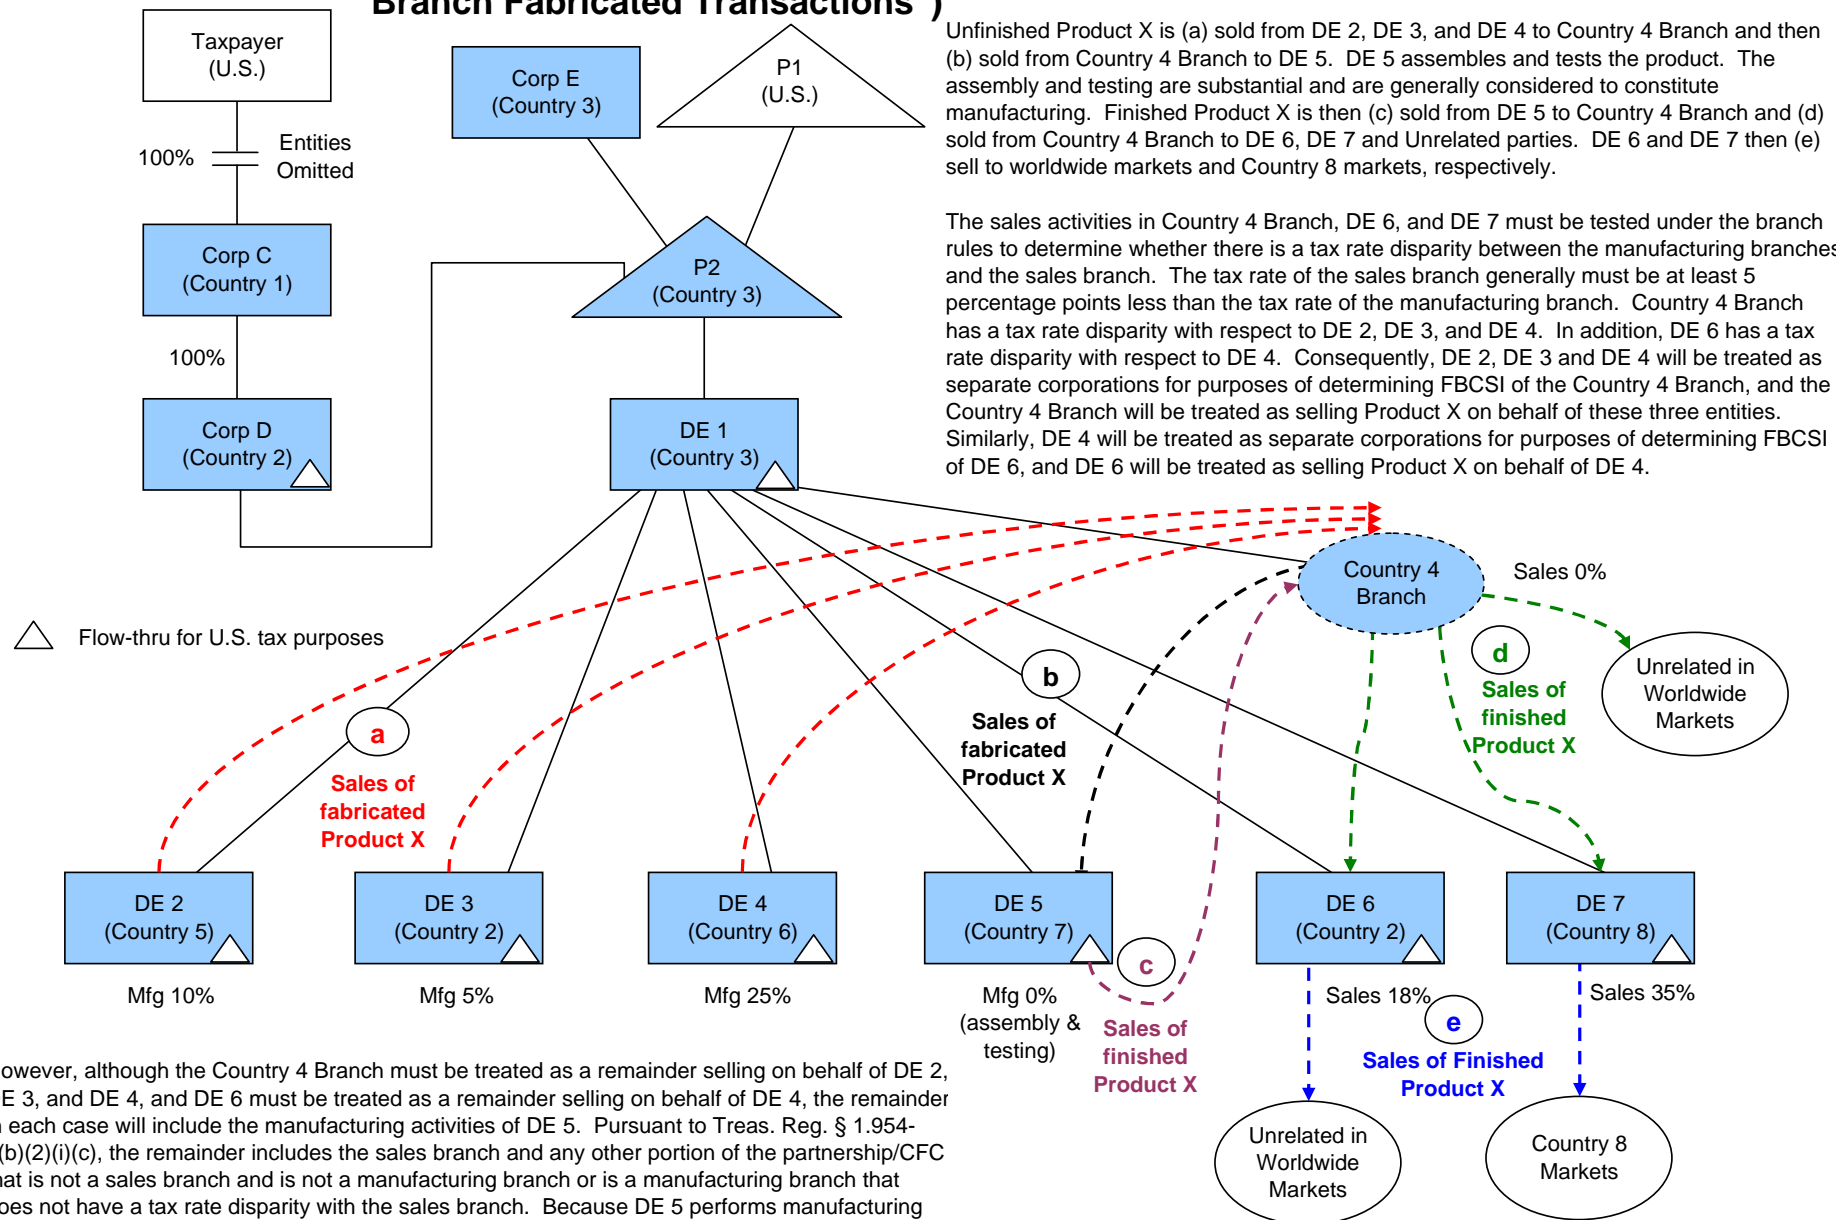 Branch Fabricated Transactions")
Taxpayer
(U.S.)
Corp E
(Country 3)
P1
(U.S.)
Unfinished Product X is (a) sold from DE 2, DE 3, and DE 4 to Country 4 Branch and then
(b) sold from Country 4 Branch to DE 5. DE 5 assembles and tests the product. The
assembly and testing are substantial and are generally considered to constitute
manufacturing. Finished Product X is then (c) sold from DE 5 to Country 4 Branch and (d)
sold from Country 4 Branch to DE 6, DE 7 and Unrelated parties. DE 6 and DE 7 then (e)
sell to worldwide markets and Country 8 markets, respectively.
100%
Entities
Omitted
The sales activities in Country 4 Branch, DE 6, and DE 7 must be tested under the branch
rules to determine whether there is a tax rate disparity between the manufacturing branches
and the sales branch. The tax rate of the sales branch generally must be at least 5
percentage points less than the tax rate of the manufacturing branch. Country 4 Branch
has a tax rate disparity with respect to DE 2, DE 3, and DE 4. In addition, DE 6 has a tax
rate disparity with respect to DE 4. Consequently, DE 2, DE 3 and DE 4 will be treated as
separate corporations for purposes of determining FBCSI of the Country 4 Branch, and the
Country 4 Branch will be treated as selling Product X on behalf of these three entities.
Similarly, DE 4 will be treated as separate corporations for purposes of determining FBCSI
of DE 6, and DE 6 will be treated as selling Product X on behalf of DE 4.
Corp C
(Country 1)
P2
(Country 3)
100%
Corp D
(Country 2)
DE 1
(Country 3)
Country 4
Branch
Sales 0%
Flow-thru for U.S. tax purposes
a
Sales of
fabricated
Product X
b
Sales of
fabricated
Product X
d
Sales of
finished
Product X
Unrelated in
Worldwide
Markets
DE 2
(Country 5)
DE 3
(Country 2)
DE 4
(Country 6)
DE 5
(Country 7)
DE 6
(Country 2)
DE 7
(Country 8)
Mfg 10%
Mfg 5%
Mfg 25%
Mfg 0%
(assembly &
testing)
c
Sales of
finished
Product X
Sales 18%
Sales 35%
e
Sales of Finished
Product X
Unrelated in
Worldwide
Markets
Country 8
Markets
owever, although the Country 4 Branch must be treated as a remainder selling on behalf of DE 2,
E 3, and DE 4, and DE 6 must be treated as a remainder selling on behalf of DE 4, the remainder
each case will include the manufacturing activities of DE 5. Pursuant to Treas. Reg. § 1.954-
(b)(2)(i)(c), the remainder includes the sales branch and any other portion of the partnership/CFC
hat is not a sales branch and is not a manufacturing branch or is a manufacturing branch that
oes not have a tax rate disparity with the sales branch. Because DE 5 performs manufacturing